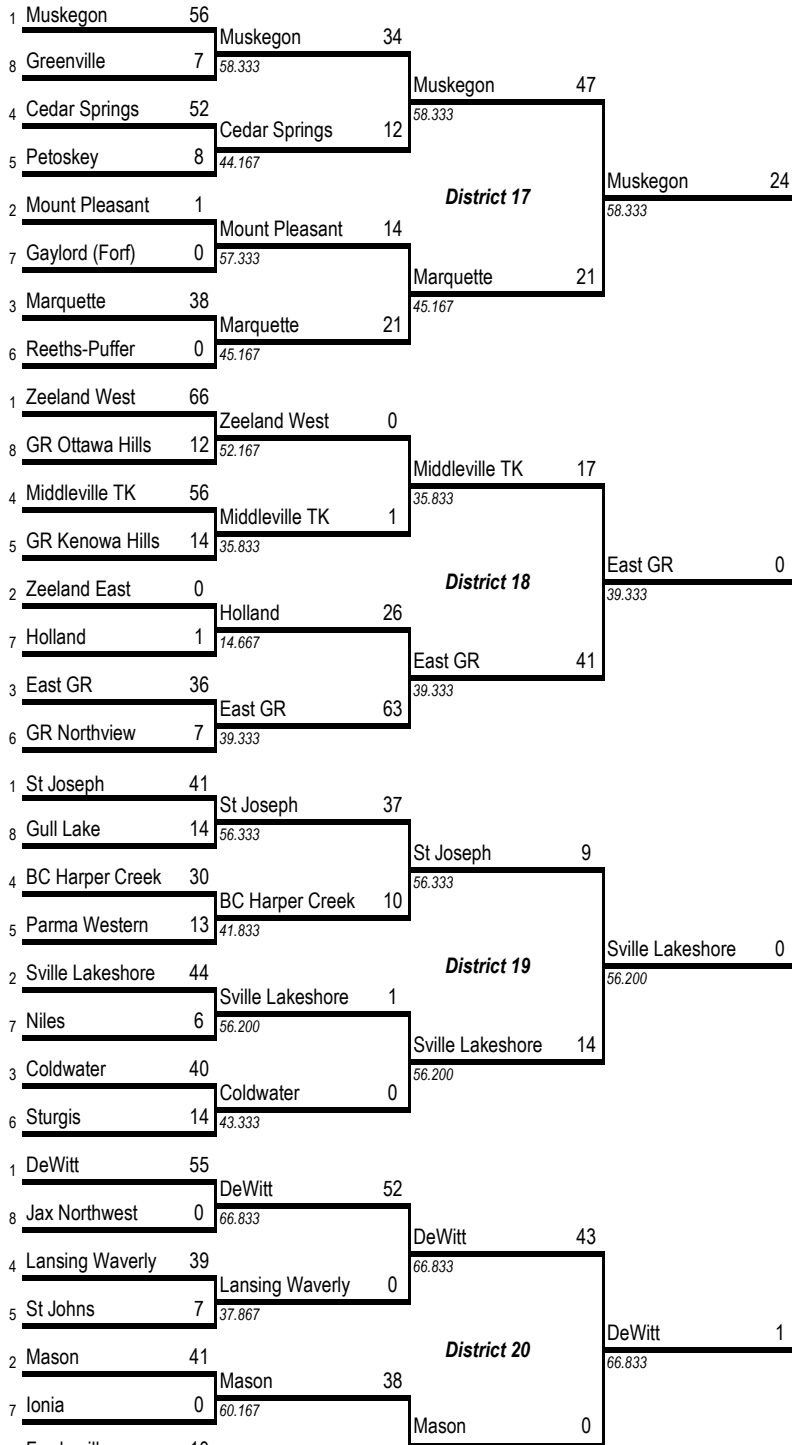 1 Muskegon 56
Muskegon 34
8 Greenville 7
58.333
Muskegon 47
4 Cedar Springs 52
58.333
Cedar Springs 12
5 Petoskey 8
44.167
District 17
Muskegon 24
2 Mount Pleasant 1
58.333
Mount Pleasant 14
7 Gaylord (Forf) 0
57.333
Marquette 21
3 Marquette 38
45.167
Marquette 21
6 Reeths-Puffer 0
45.167
1 Zeeland West 66
Zeeland West 0
8 GR Ottawa Hills 12
52.167
Middleville TK 17
4 Middleville TK 56
35.833
Middleville TK 1
5 GR Kenowa Hills 14
35.833
East GR 0
District 18
2 Zeeland East 0
39.333
Holland 26
7 Holland 1
14.667
East GR 41
3 East GR 36
39.333
East GR 63
6 GR Northview 7
39.333
1 St Joseph 41
St Joseph 37
8 Gull Lake 14
56.333
St Joseph 9
4 BC Harper Creek 30
56.333
BC Harper Creek 10
5 Parma Western 13
41.833
Sville Lakeshore 0
District 19
2 Sville Lakeshore 44
56.200
Sville Lakeshore 1
7 Niles 6
56.200
Sville Lakeshore 14
3 Coldwater 40
56.200
Coldwater 0
6 Sturgis 14
43.333
1 DeWitt 55
DeWitt 52
8 Jax Northwest 0
66.833
DeWitt 43
4 Lansing Waverly 39
66.833
Lansing Waverly 0
5 St Johns 7
37.867
DeWitt 1
District 20
2 Mason 41
66.833
Mason 38
7 Ionia 0
60.167
Mason 0